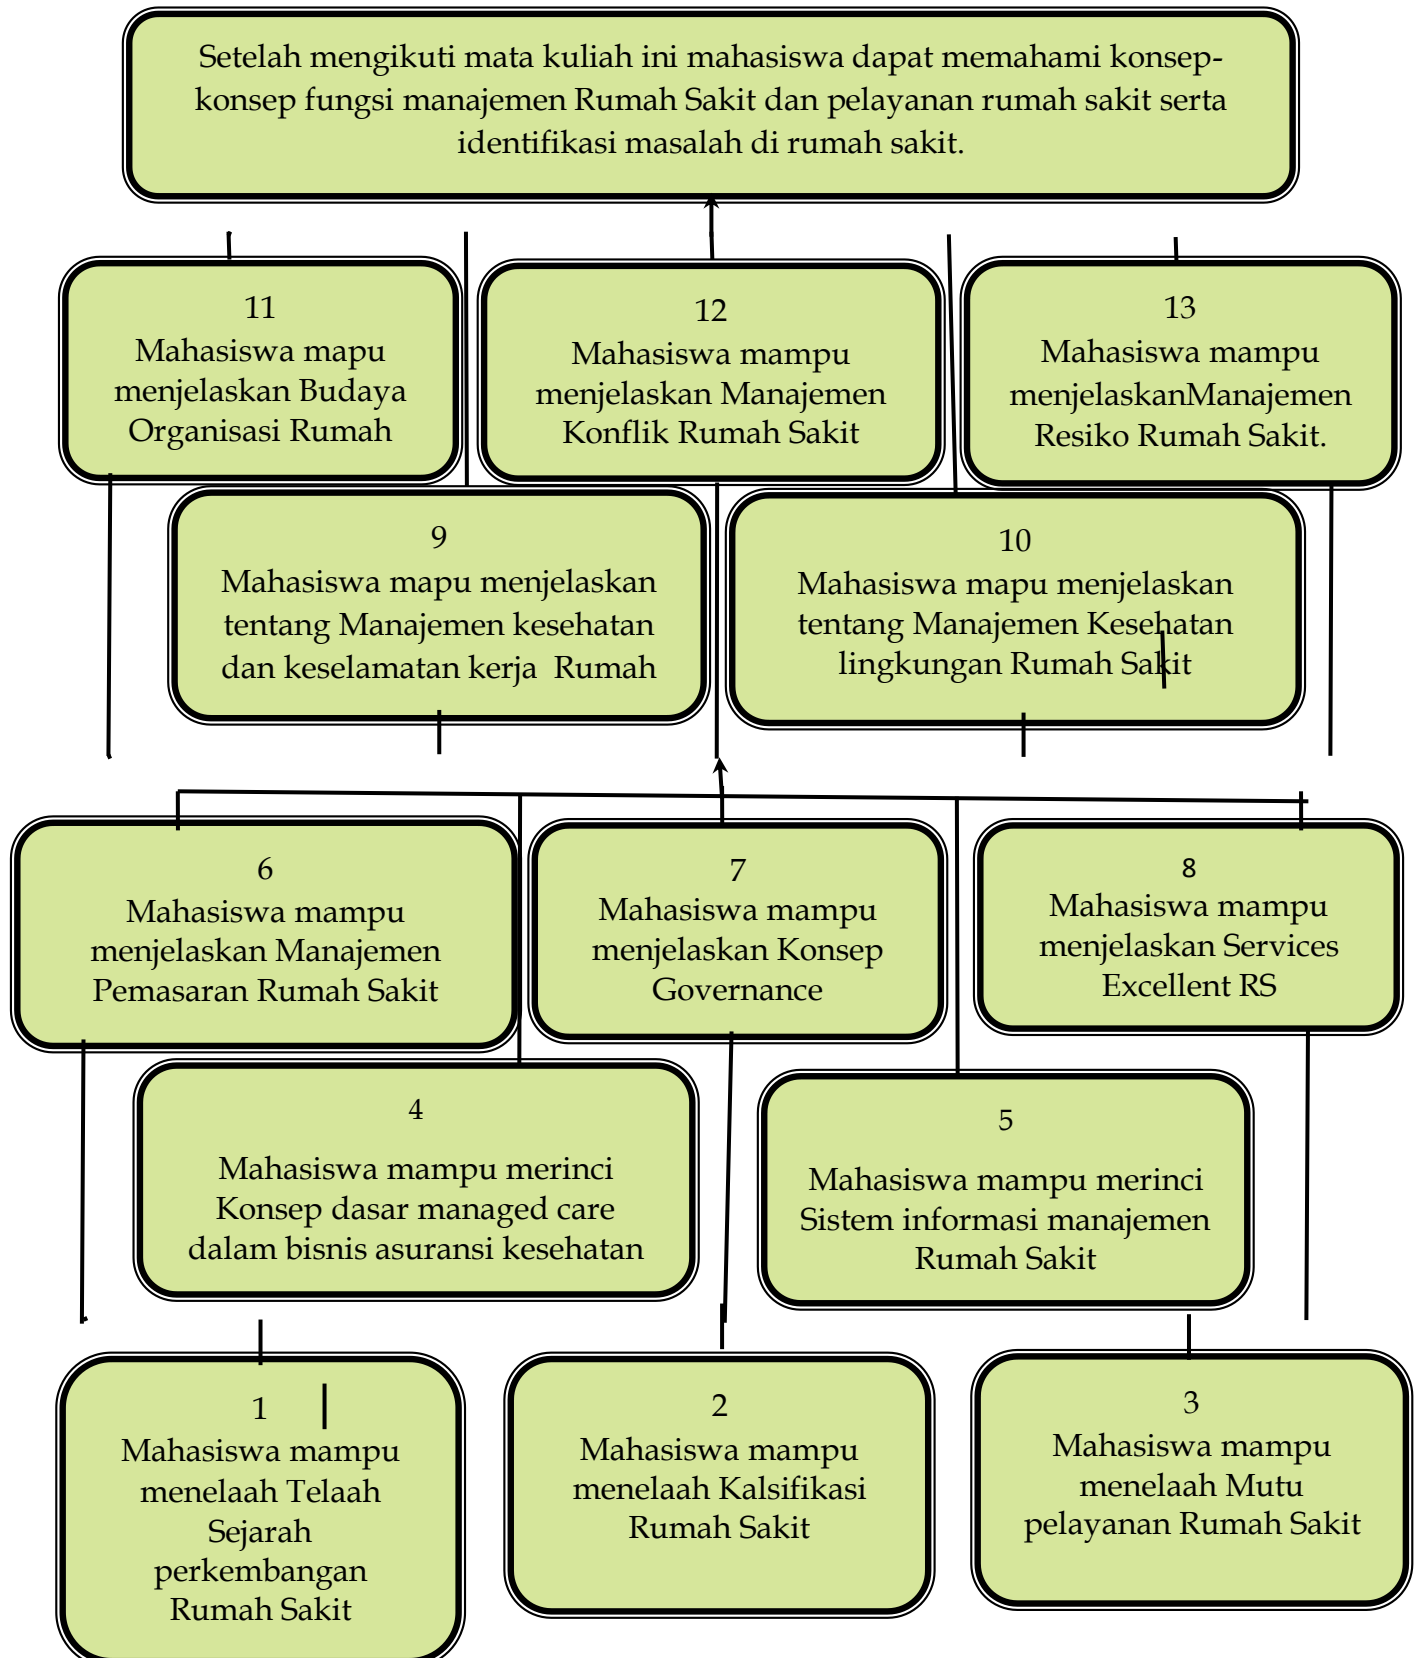 Setelah mengikuti mata kuliah ini mahasiswa dapat memahami konsep-
konsep fungsi manajemen Rumah Sakit dan pelayanan rumah sakit serta
identifikasi masalah di rumah sakit.
11
Mahasiswa mapu
menjelaskan Budaya
Organisasi Rumah
12
Mahasiswa mampu
menjelaskan Manajemen
Konflik Rumah Sakit
13
Mahasiswa mampu
menjelaskanManajemen
Resiko Rumah Sakit.
9
Mahasiswa mapu menjelaskan
tentang Manajemen kesehatan
dan keselamatan kerja Rumah
10
Mahasiswa mapu menjelaskan
tentang Manajemen Kesehatan
lingkungan Rumah Sakit
6
Mahasiswa mampu
menjelaskan Manajemen
Pemasaran Rumah Sakit
7
Mahasiswa mampu
menjelaskan Konsep
Governance
8
Mahasiswa mampu
menjelaskan Services
Excellent RS
4
Mahasiswa mampu merinci
Konsep dasar managed care
dalam bisnis asuransi kesehatan
5
Mahasiswa mampu merinci
Sistem informasi manajemen
Rumah Sakit
1
Mahasiswa mampu
menelaah Telaah
Sejarah
perkembangan
Rumah Sakit
2
Mahasiswa mampu
menelaah Kalsifikasi
Rumah Sakit
3
Mahasiswa mampu
menelaah Mutu
pelayanan Rumah Sakit